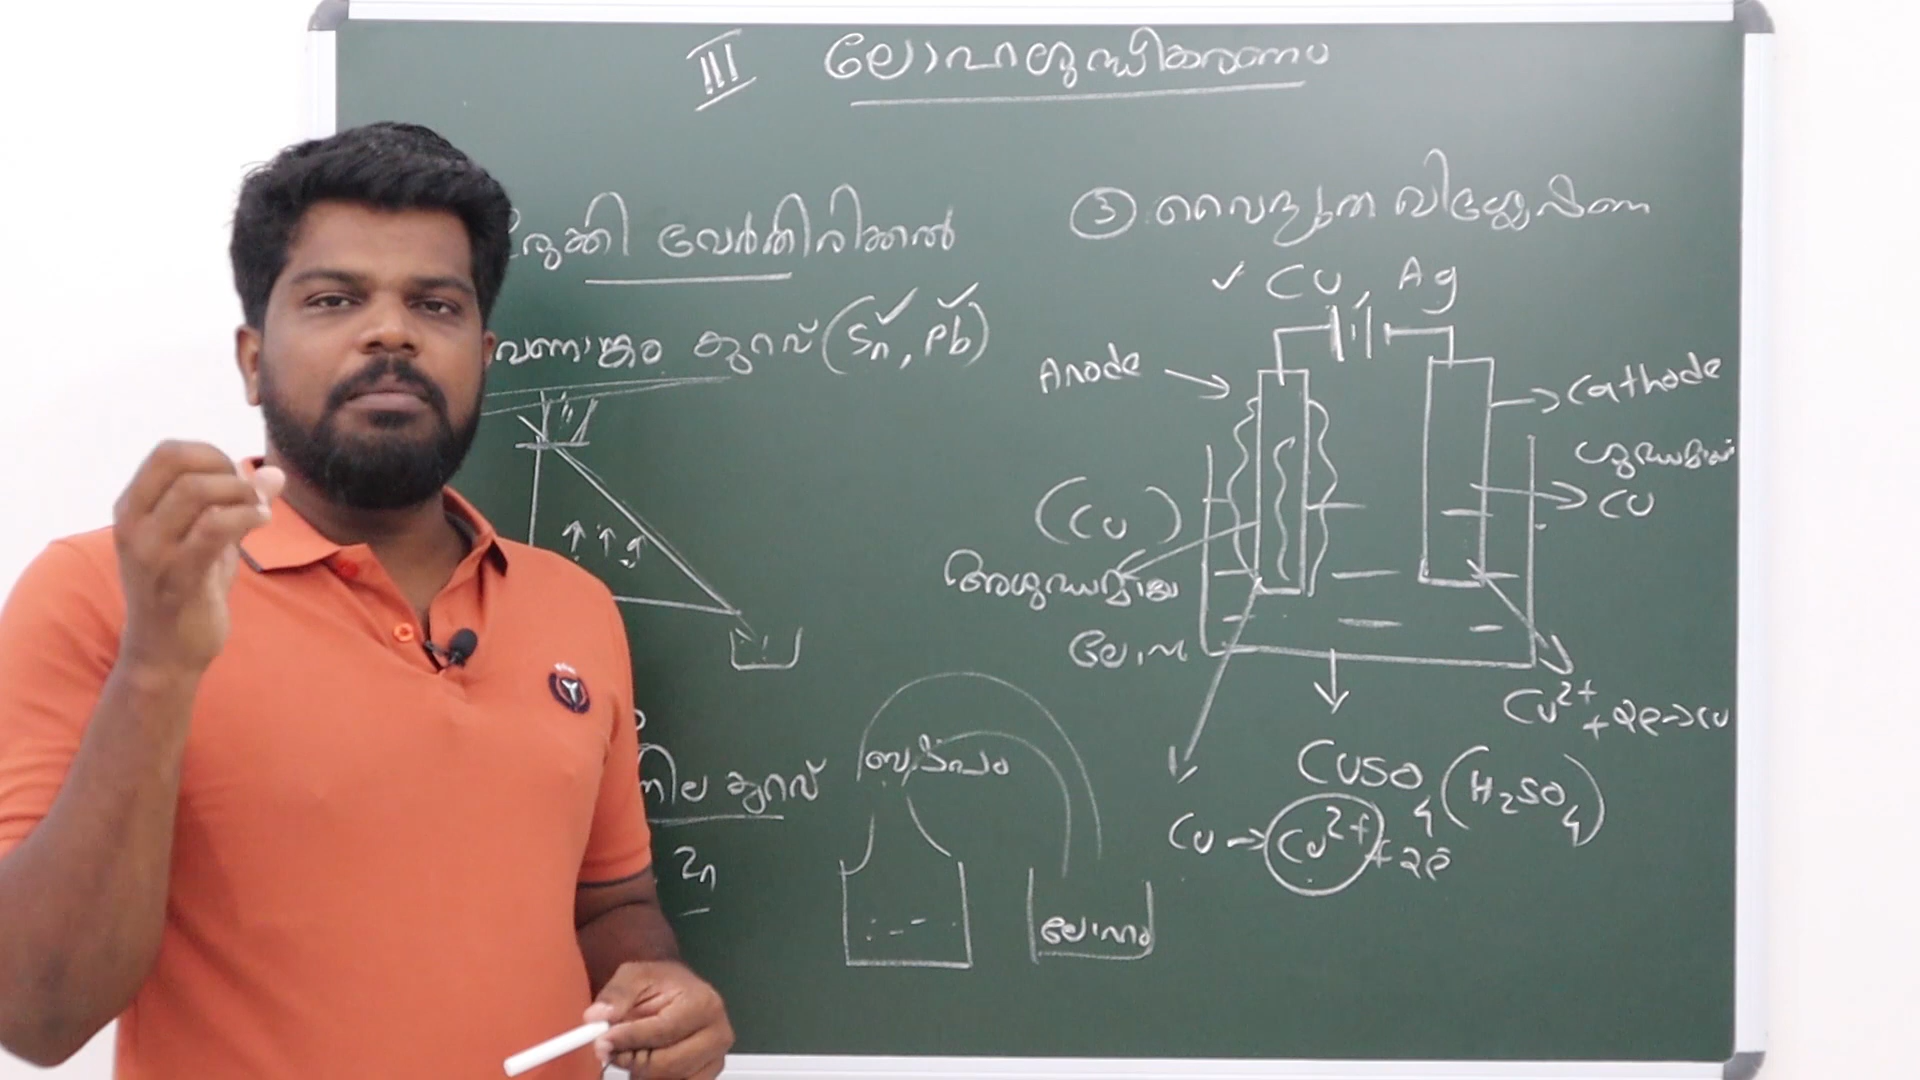 III ലോഹശുദ്ധീകരണം
ഉരുക്കി വേർതിരിക്കൽ
കുറവ് (Sn, Pb)
നില കുറവ്
Zn
ബാഷ്പം
ലോഹം
3 വൈദ്യുത വിശ്ലേഷണ
✓ Cu, Ag
Anode
Cathode
ശുദ്ധമായ
Cu
(Cu)
അശുദ്ധമായ
ലോഹ
Cu²⁺ + 2e → Cu
CuSO₄ (H₂SO₄)
Cu → Cu²⁺ + 2e⁻